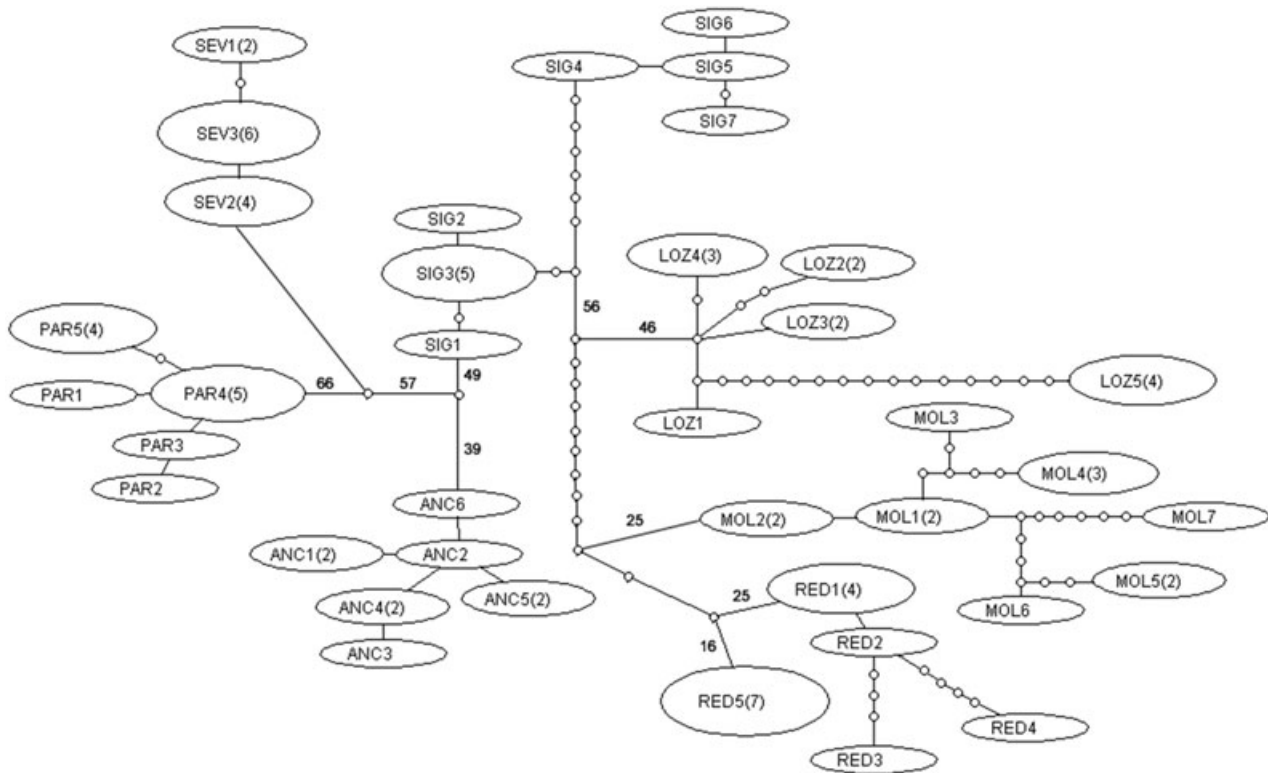 SIG6
SEV1(2)
SIG4
SIG5
SIG7
SEV3(6)
SEV2(4)
SIG2
LOZ4(3)
LOZ2(2)
SIG3(5)
56
46
LOZ3(2)
PAR5(4)
SIG1
49
LOZ5(4)
PAR1
PAR4(5)
66
57
LOZ1
MOL3
PAR3
39
MOL4(3)
PAR2
ANC6
25
MOL2(2)
MOL1(2)
MOL7
ANC1(2)
ANC2
MOL5(2)
ANC4(2)
ANC5(2)
25
RED1(4)
MOL6
ANC3
16
RED2
RED5(7)
RED4
RED3